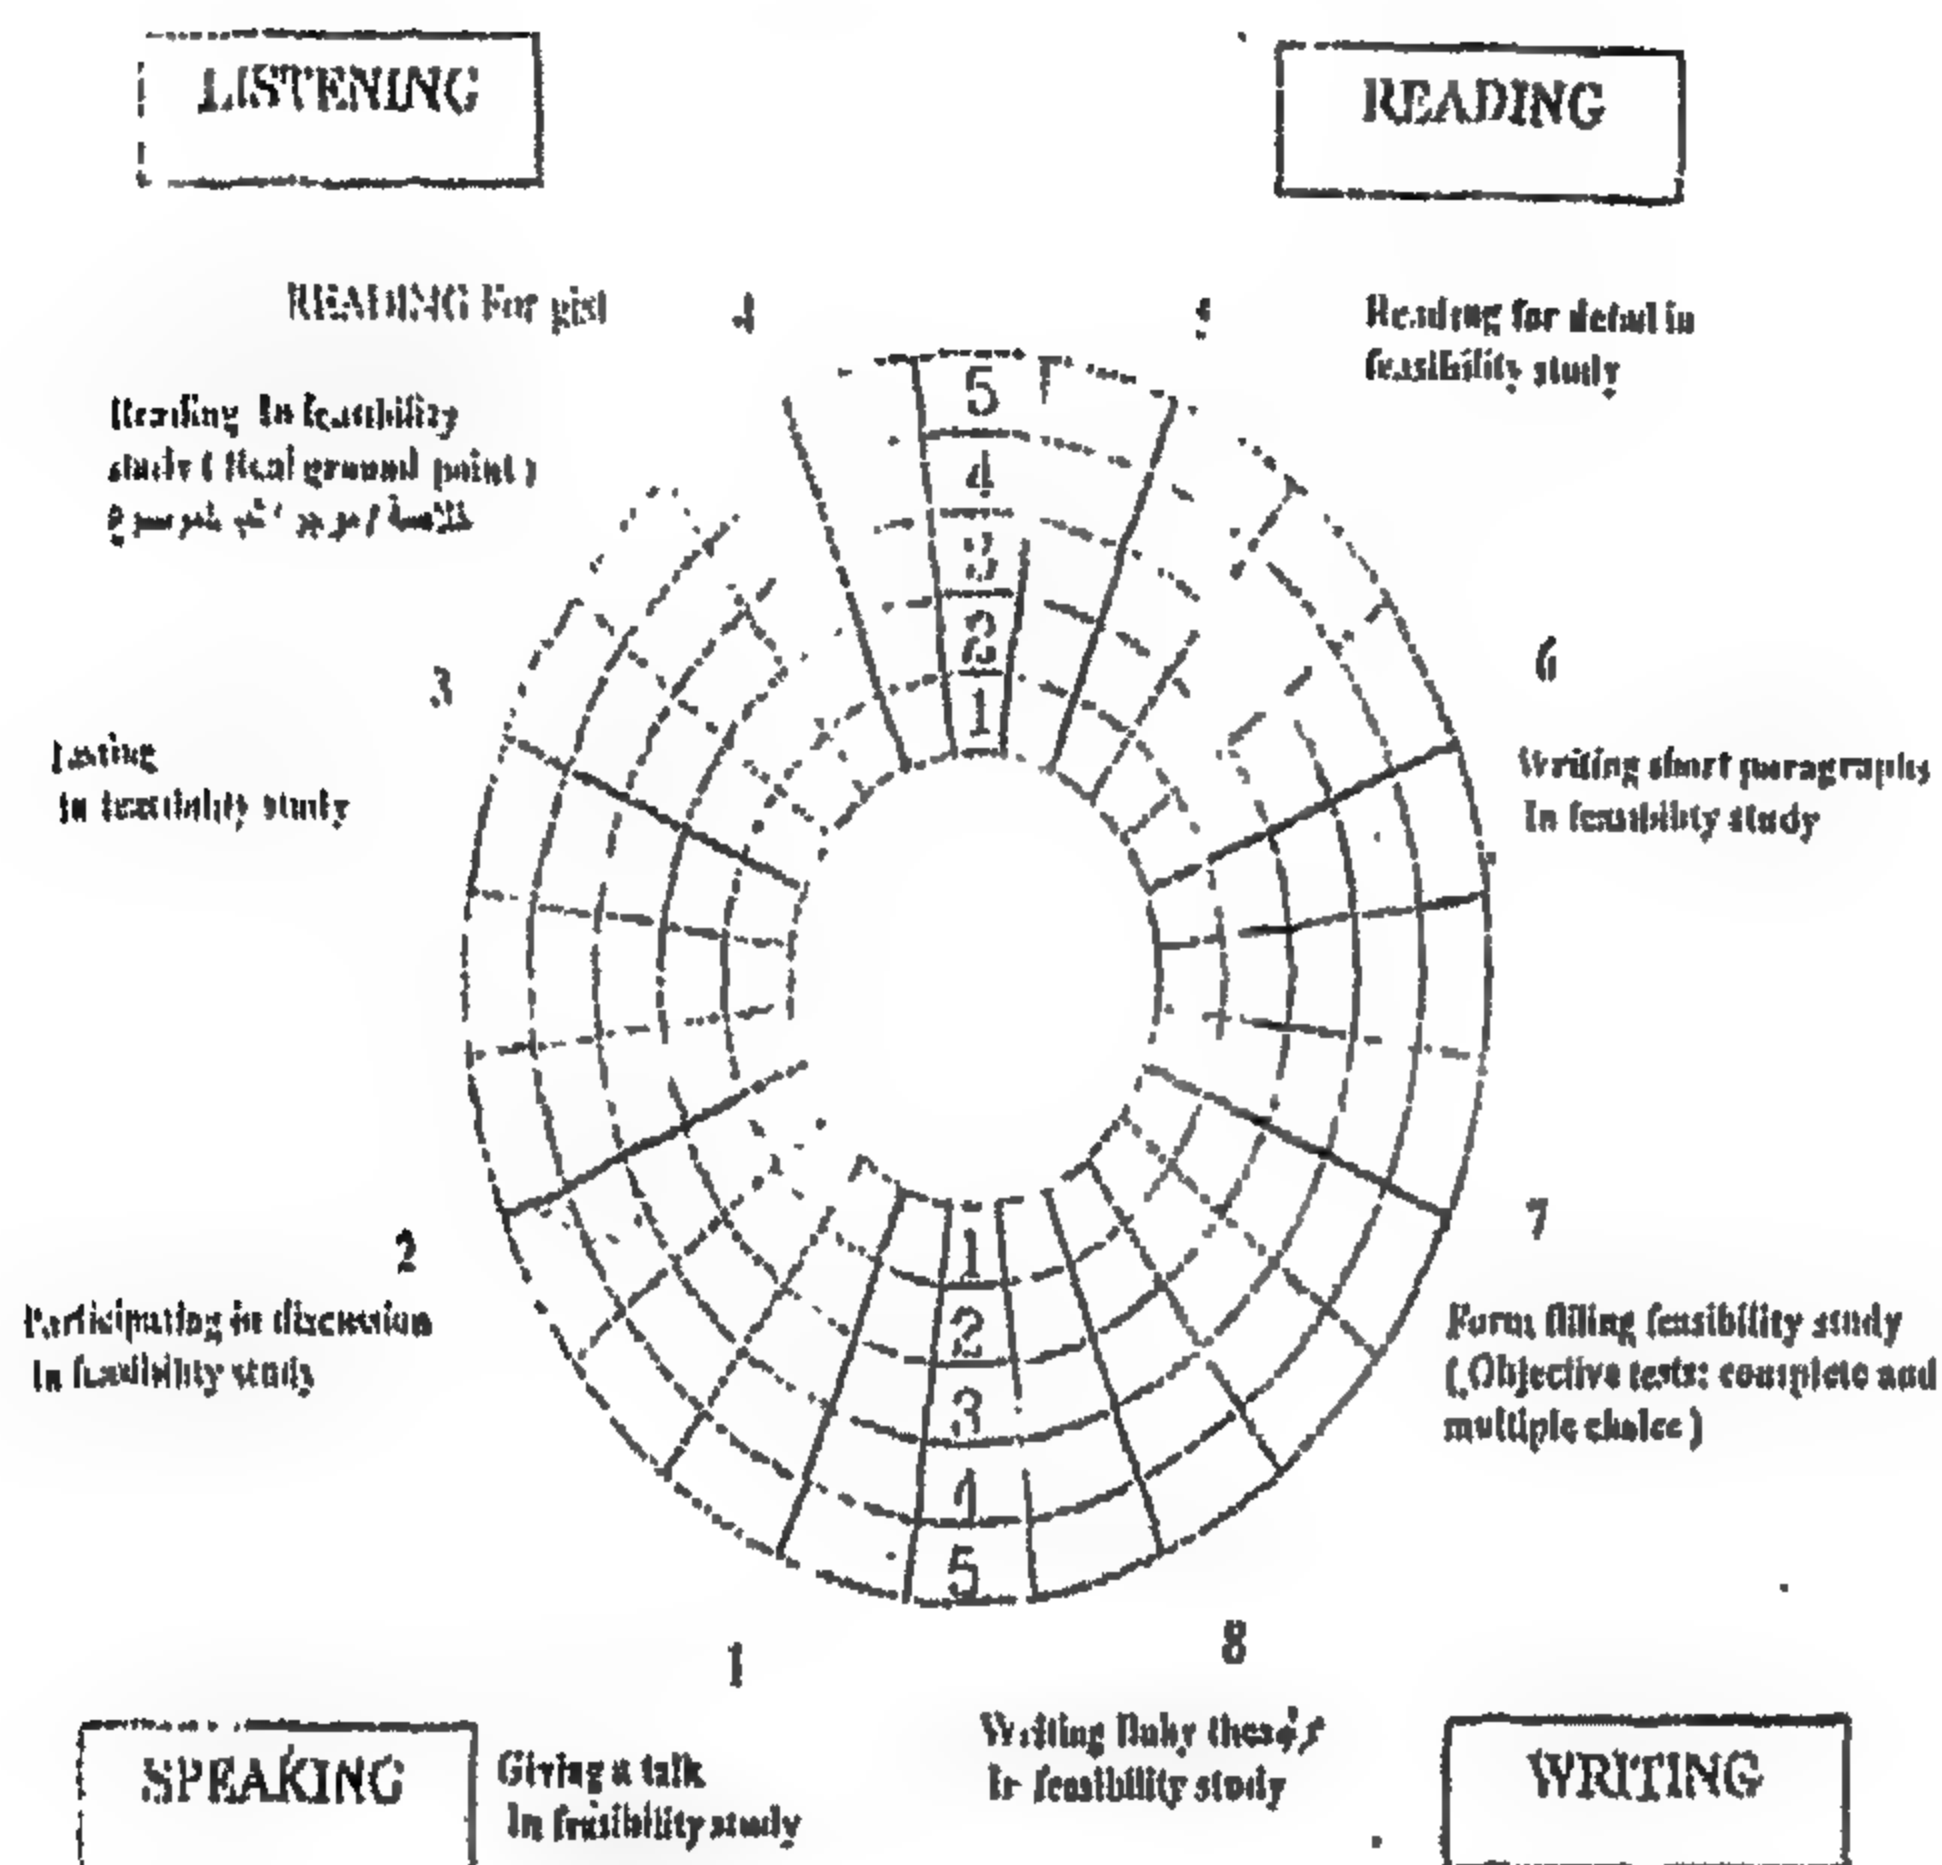 LISTENING
READING
READING For gist
4
5
Reading for detail in
feasibility study
Reading In feasibility
study ( Real ground point )
5
4
3
2
1
3
6
in feasibility study
Writing short paragraphs
In feasibility study
2
7
Participating in discussion
In feasibility study
Form filling feasibility study
( Objective tests: complete and
multiple choice )
1
2
3
4
5
1
8
SPEAKING
Giving a talk
In feasibility study
Writing
In feasibility study
WRITING